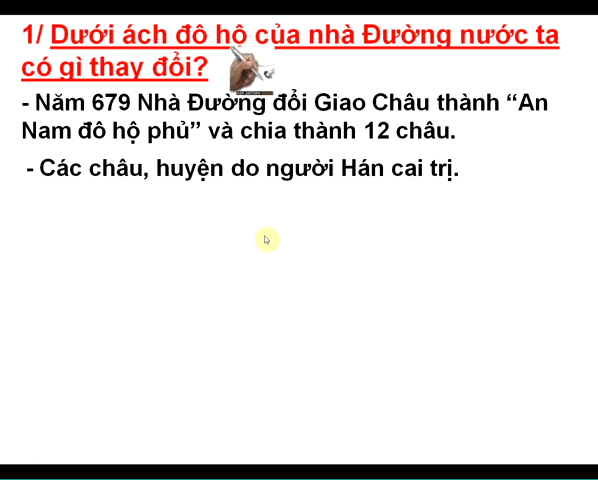 1/ Dưới ách đô hộ của nhà Đường nước ta
có gì thay đổi?
- Năm 679 Nhà Đường đổi Giao Châu thành “An
Nam đô hộ phủ” và chia thành 12 châu.
- Các châu, huyện do người Hán cai trị.